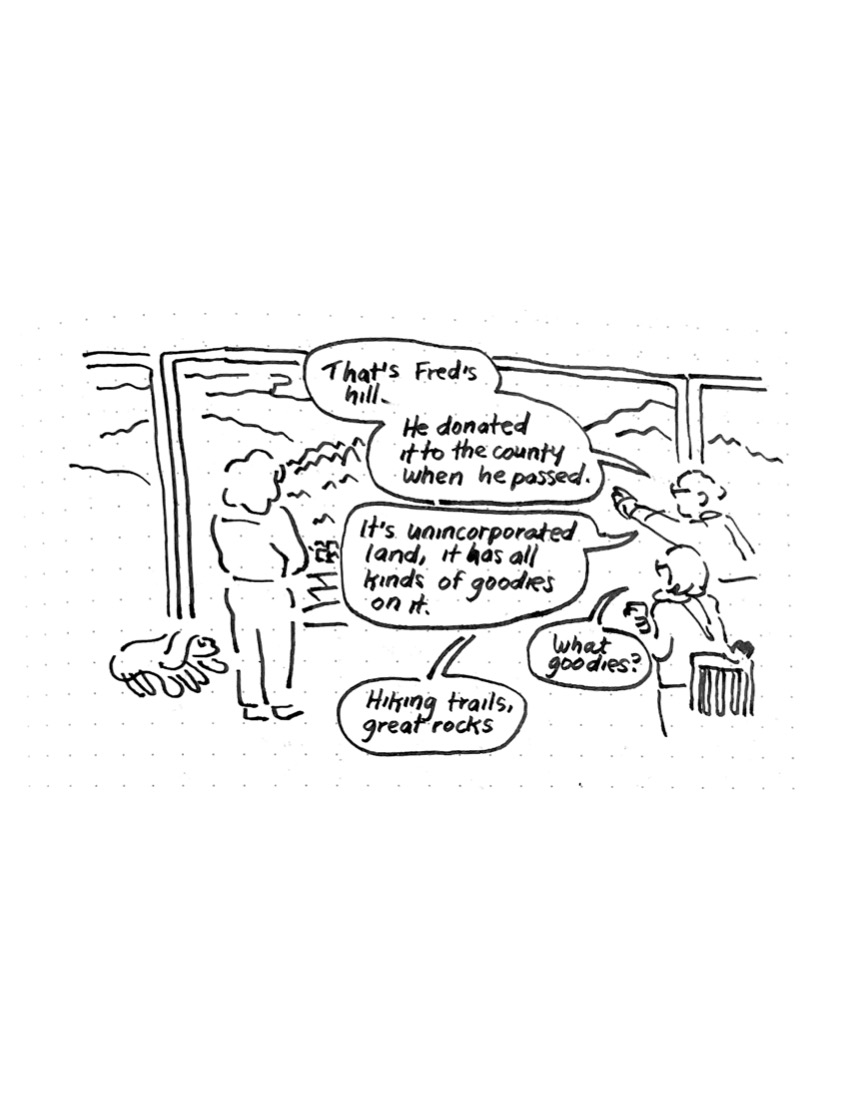 That's Fred's
hill.
He donated
it to the county
when he passed.
It's unincorporated
land, it has all
kinds of goodies
on it.
What
goodies?
Hiking trails,
great rocks